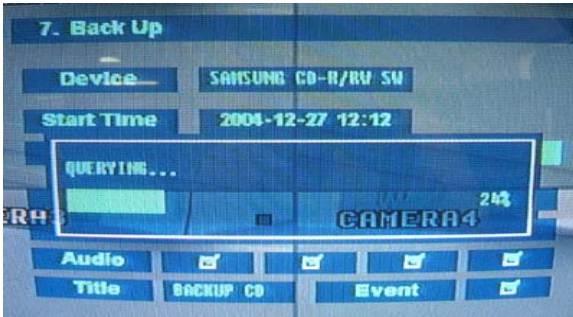 7. Back Up
Device SAMSUNG CD-R/RW SW
Start Time 2004-12-27 12:12
QUERYING...
24%
ERA3 CAMERA4
Audio
Title BACKUP CD Event